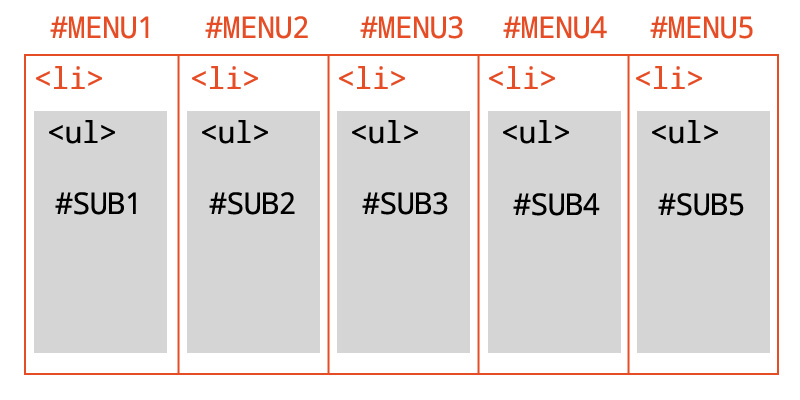 #MENU1 #MENU2 #MENU3 #MENU4 #MENU5
<li> <li> <li> <li> <li>
<ul> <ul> <ul> <ul> <ul>
#SUB1 #SUB2 #SUB3 #SUB4 #SUB5